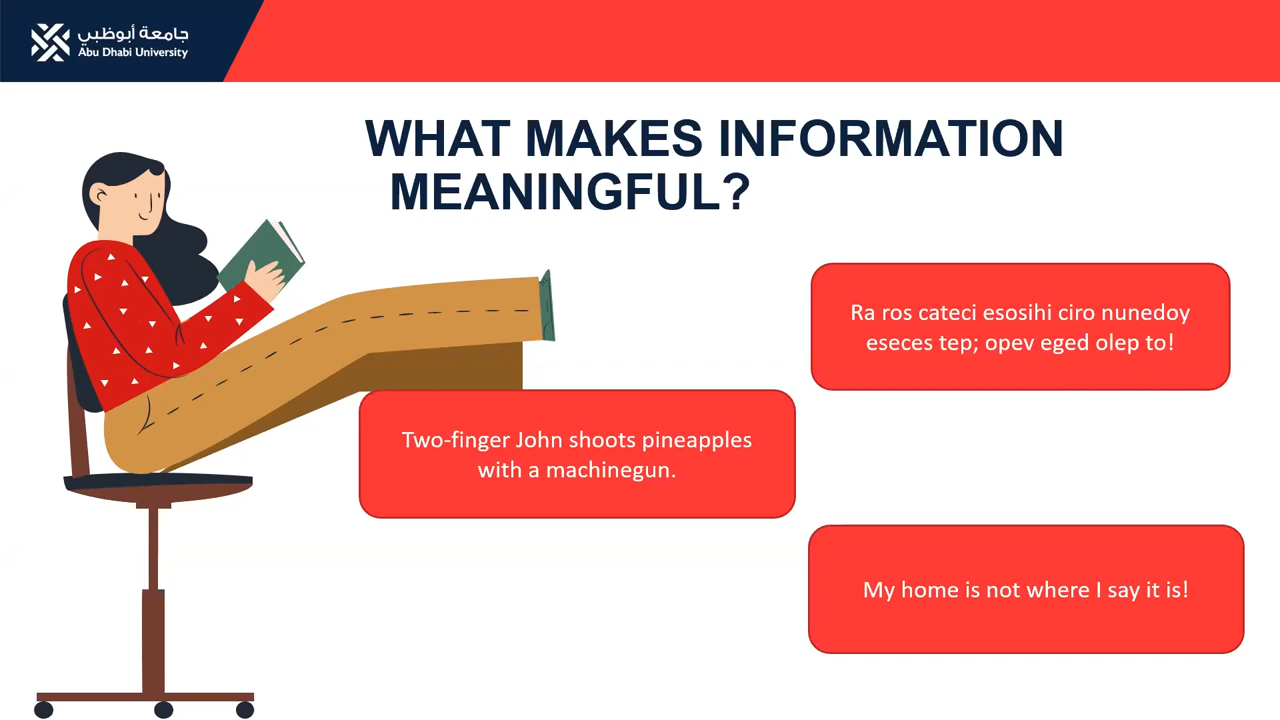 جامعة أبوظبي
Abu Dhabi University
WHAT MAKES INFORMATION
MEANINGFUL?
Ra ros cateci esosihi ciro nunedoy
eseces tep; opev eged olep to!
Two-finger John shoots pineapples
with a machinegun.
My home is not where I say it is!